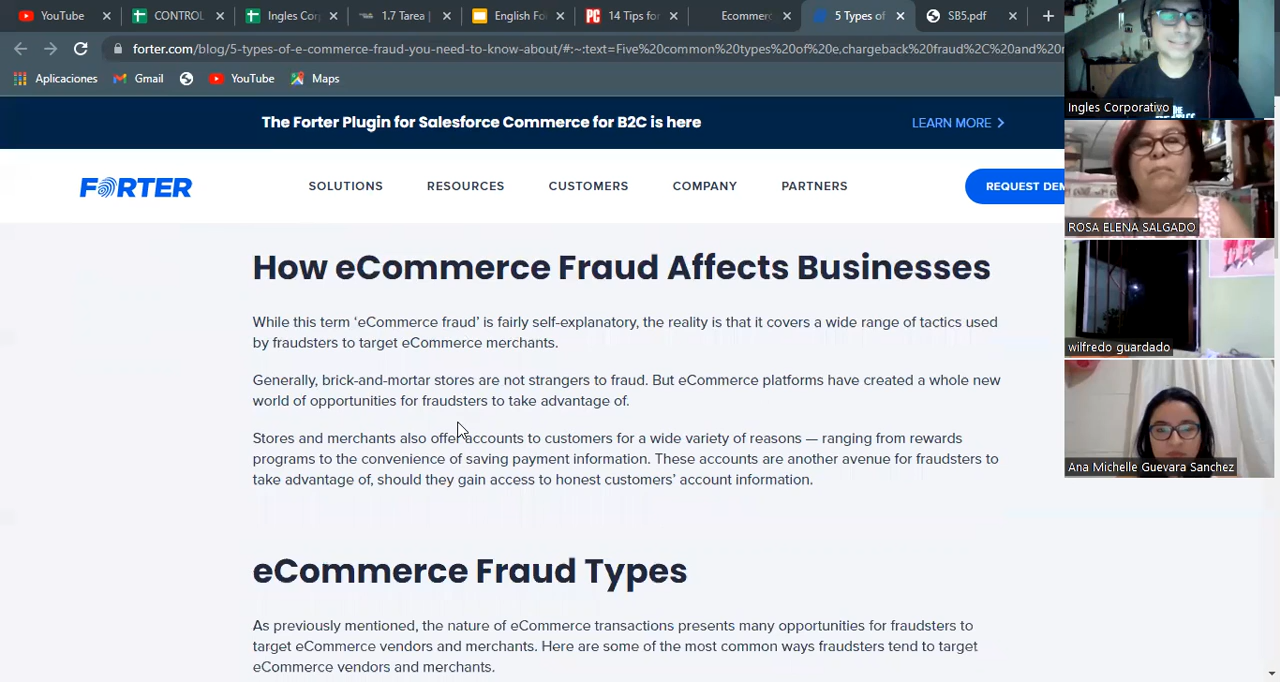 YouTube
CONTROL
Ingles Cor
1.7 Tarea |
English Fo
PC 14 Tips for
Ecommerc
5 Types of
SB5.pdf
forter.com/blog/5-types-of-e-commerce-fraud-you-need-to-know-about/#:~:text=Five%20common%20types%20of%20e,chargeback%20fraud%2C%20and%20
Aplicaciones
Gmail
YouTube
Maps
The Forter Plugin for Salesforce Commerce for B2C is here
LEARN MORE
FORTER
SOLUTIONS
RESOURCES
CUSTOMERS
COMPANY
PARTNERS
REQUEST DEM
How eCommerce Fraud Affects Businesses
While this term ‘eCommerce fraud’ is fairly self-explanatory, the reality is that it covers a wide range of tactics used
by fraudsters to target eCommerce merchants.
Generally, brick-and-mortar stores are not strangers to fraud. But eCommerce platforms have created a whole new
world of opportunities for fraudsters to take advantage of.
Stores and merchants also offer accounts to customers for a wide variety of reasons — ranging from rewards
programs to the convenience of saving payment information. These accounts are another avenue for fraudsters to
take advantage of, should they gain access to honest customers’ account information.
eCommerce Fraud Types
As previously mentioned, the nature of eCommerce transactions presents many opportunities for fraudsters to
target eCommerce vendors and merchants. Here are some of the most common ways fraudsters tend to target
eCommerce vendors and merchants.
Ingles Corporativo
ROSA ELENA SALGADO
wilfredo guardado
Ana Michelle Guevara Sanchez